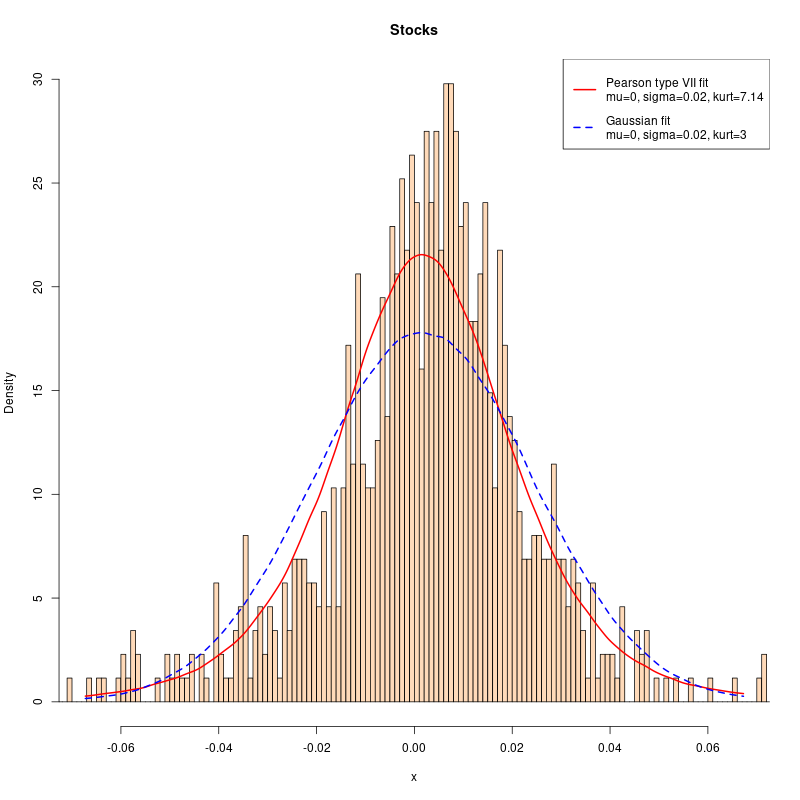 Stocks
Pearson type VII fit
mu=0, sigma=0.02, kurt=7.14
Gaussian fit
mu=0, sigma=0.02, kurt=3
30
25
20
15
10
5
0
Density
-0.06 -0.04 -0.02 0.00 0.02 0.04 0.06
x